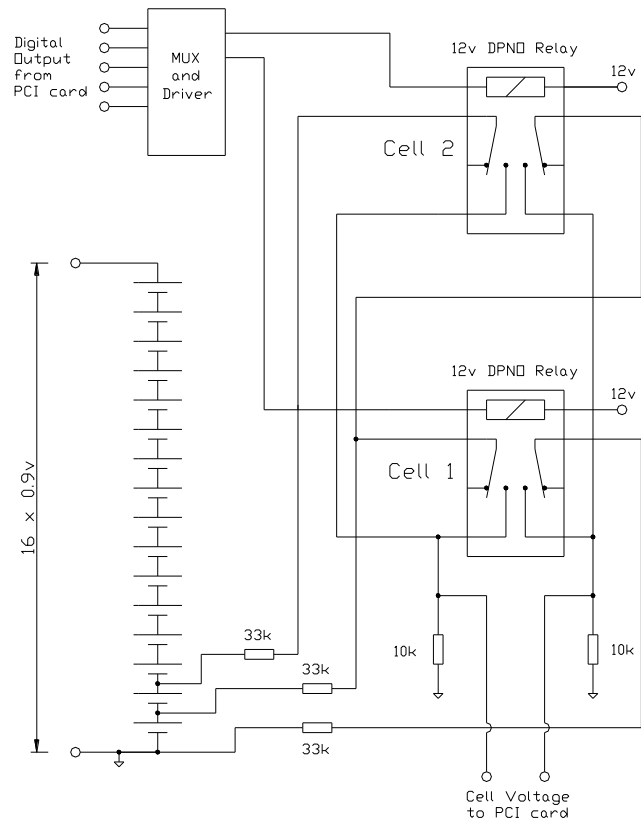 Digital
Output
from
PCI card
MUX
and
Driver
12v DPNO Relay
12v
Cell 2
12v DPNO Relay
12v
Cell 1
16 x 0.9v
33k
33k
33k
10k
10k
Cell Voltage
to PCI card